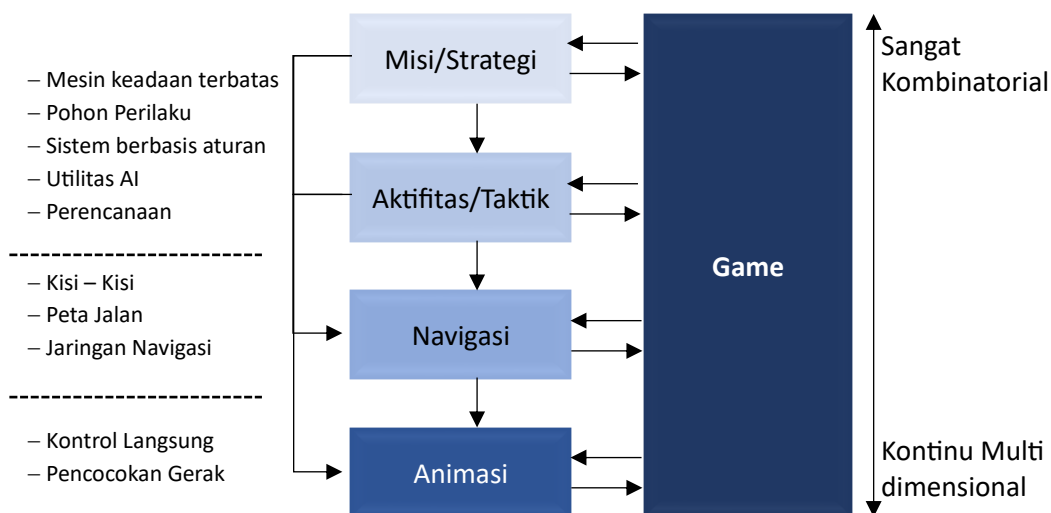 – Mesin keadaan terbatas
– Pohon Perilaku
– Sistem berbasis aturan
– Utilitas AI
– Perencanaan
– Kisi – Kisi
– Peta Jalan
– Jaringan Navigasi
– Kontrol Langsung
– Pencocokan Gerak
Misi/Strategi
Aktifitas/Taktik
Navigasi
Animasi
Game
Sangat
Kombinatorial
Kontinu Multi
dimensional